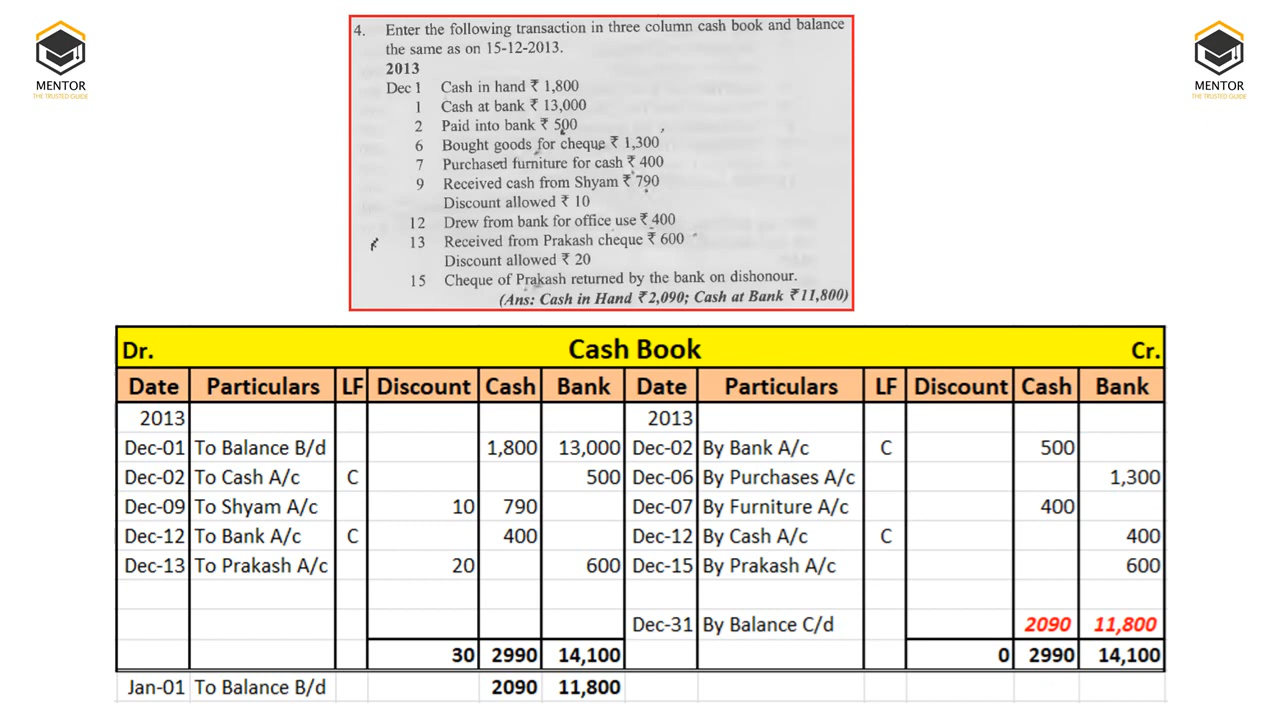 MENTOR
THE TRUSTED GUIDE
4. Enter the following transaction in three column cash book and balance
the same as on 15-12-2013.
2013
Dec 1 Cash in hand ₹ 1,800
1 Cash at bank ₹ 13,000
2 Paid into bank ₹ 500
6 Bought goods for cheque ₹ 1,300
7 Purchased furniture for cash ₹ 400
9 Received cash from Shyam ₹ 790
Discount allowed ₹ 10
12 Drew from bank for office use ₹ 400
13 Received from Prakash cheque ₹ 600
Discount allowed ₹ 20
15 Cheque of Prakash returned by the bank on dishonour.
(Ans: Cash in Hand ₹ 2,090; Cash at Bank ₹ 11,800)
MENTOR
THE TRUSTED GUIDE
Dr. Cash Book Cr.
Date Particulars LF Discount Cash Bank Date Particulars LF Discount Cash Bank
2013 2013
Dec-01 To Balance B/d 1,800 13,000 Dec-02 By Bank A/c C 500
Dec-02 To Cash A/c C 500 Dec-06 By Purchases A/c 1,300
Dec-09 To Shyam A/c 10 790 Dec-07 By Furniture A/c 400
Dec-12 To Bank A/c C 400 Dec-12 By Cash A/c C 400
Dec-13 To Prakash A/c 20 600 Dec-15 By Prakash A/c 600
Dec-31 By Balance C/d 2090 11,800
30 2990 14,100 0 2990 14,100
Jan-01 To Balance B/d 2090 11,800